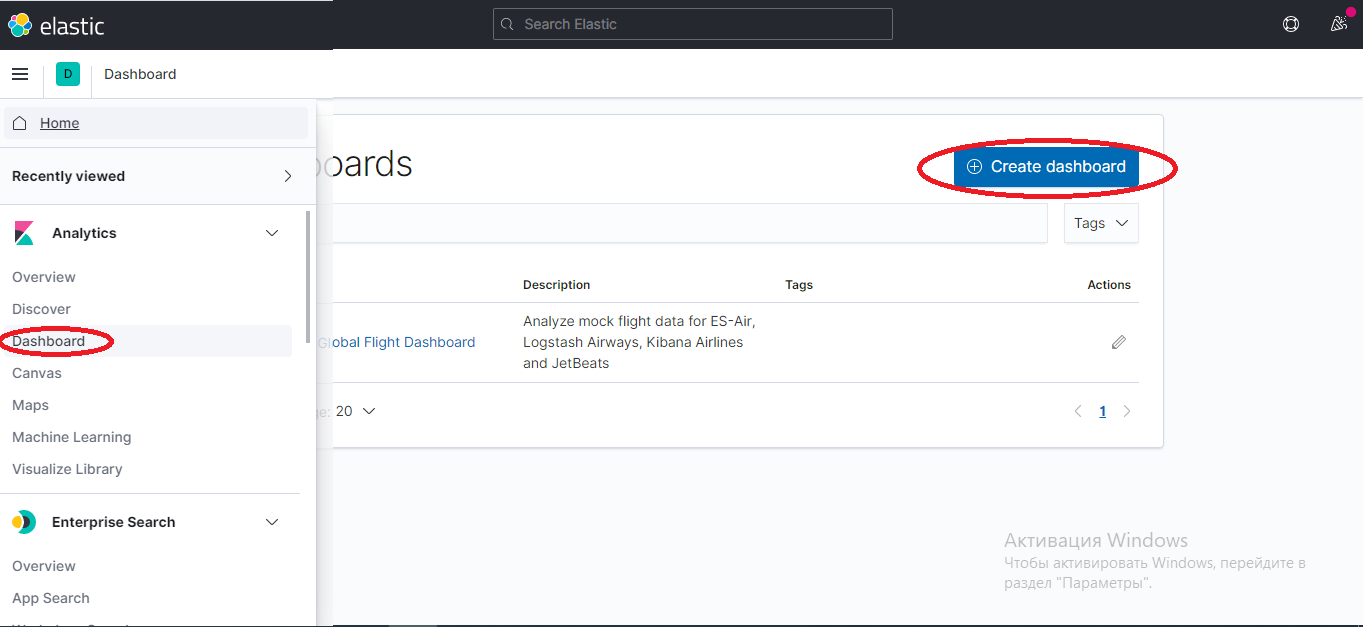 elastic
Search Elastic
D
Dashboard
Home
Recently viewed
Analytics
Overview
Discover
Dashboard
Canvas
Maps
Machine Learning
Visualize Library
Enterprise Search
Overview
App Search
boards
Create dashboard
Tags
Description Tags Actions
Global Flight Dashboard
Analyze mock flight data for ES-Air,
Logstash Airways, Kibana Airlines
and JetBeats
ge: 20
1
Активация Windows
Чтобы активировать Windows, перейдите в
раздел "Параметры".